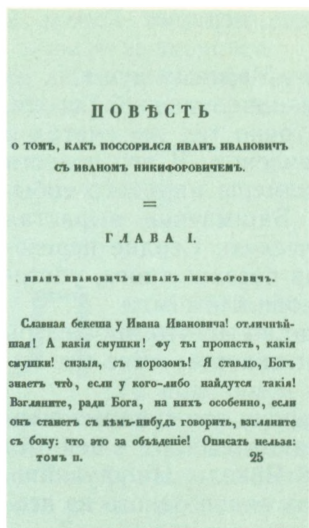 ПОВѢСТЬ
О ТОМЪ, КАКЪ ПОССОРИЛСЯ ИВАНЪ ИВАНОВИЧЪ
СЪ ИВАНОМЪ НИКИФОРОВИЧЕМЪ.
ГЛАВА I.
ИВАНЪ ИВАНОВИЧЪ И ИВАНЪ НИКИФОРОВИЧЪ.
Славная бекеша у Ивана Ивановича! отличнѣй-
шая! А какія смушки! Фу ты пропасть, какія
смушки! сизыя, съ морозомъ! Я ставлю, Богъ
знаетъ чтò, если у кого-либо найдутся такія!
Взгляните, ради Бога, на нихъ особенно, если
онъ станетъ съ кѣмъ-нибудь говорить, взгляните
съ боку: что это за объѣденіе! Описать нельзя:
ТОМЪ II. 25